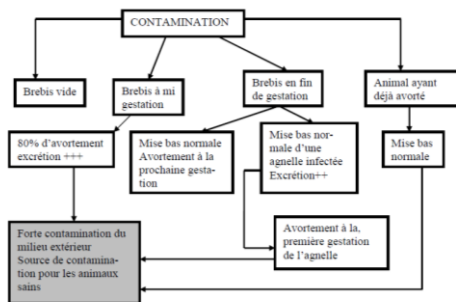 CONTAMINATION
Brebis vide
Brebis à mi
gestation
Brebis en fin
de gestation
Animal ayant
déjà avorté
80% d’avortement
excrétion +++
Mise bas normale
Avortement à la
prochaine gesta-
tion
Mise bas nor-
male d’une
agnelle infectée
Excrétion++
Mise bas
normale
Forte contamination du
milieu extérieur
Source de contamina-
tion pour les animaux
sains
Avortement à la,
première gestation
de l’agnelle